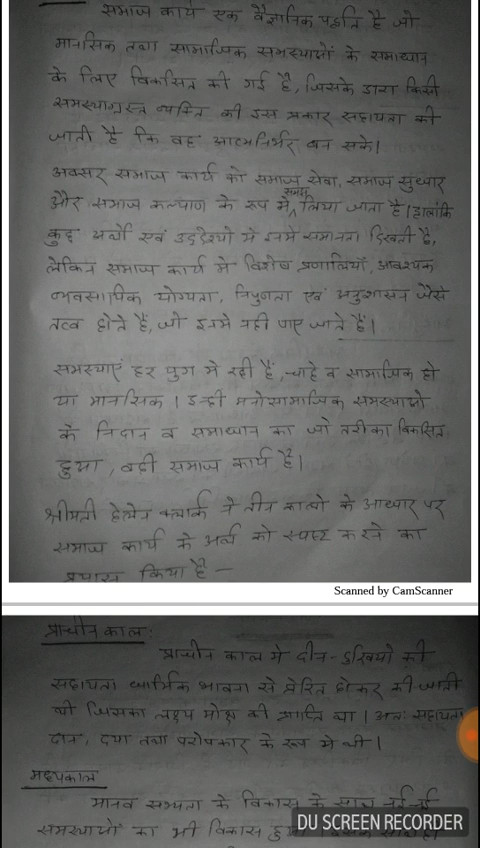 समाज कार्य एक वैज्ञानिक पद्धति है जो
मानसिक तथा सामाजिक समस्याओं के समाधान
के लिए विकसित की गई है, जिसके द्वारा किसी
समस्याग्रस्त व्यक्ति की इस प्रकार सहायता की
जाती है कि वह आत्मनिर्भर बन सके।
अक्सर समाज कार्य को समाज सेवा, समाज सुधार
और समाज कल्याण के रूप में समझ लिया जाता है। हालांकि
कुछ अर्थो एवं उद्देश्यो मे इनमे समानता दिखती है,
लेकिन समाज कार्य मे विशेष प्रणालियाँ, आवश्यक
व्यवसायिक योग्यता, निपुणता एवं अनुशासन जैसे
तत्व होते हैं, जो इनमे नही पाए जाते हैं।
समस्याएं हर युग मे रही हैं, चाहे व सामाजिक हो
या मानसिक। इन्ही मनोसामाजिक समस्याओ
के निदान व समाधान का जो तरीका विकसित
हुआ, वही समाज कार्य है।
श्रीमती हेलेन क्लार्क ने तीन कालो के आधार पर
समाज कार्य के अर्थ को स्पष्ट करने का
प्रयास किया है —
Scanned by CamScanner
प्राचीन काल:
प्राचीन काल मे दीन-दुखियो की
सहायता धार्मिक भावना से प्रेरित होकर की जाती
थी जिसका लक्ष्य मोक्ष की प्राप्ति था। अतः सहायता
दान, दया तथा परोपकार के रूप मे थी।
मध्यकाल
मानव सभ्यता के विकास के साथ नई-नई
समस्याओं का भी विकास हुआ।
DU SCREEN RECORDER